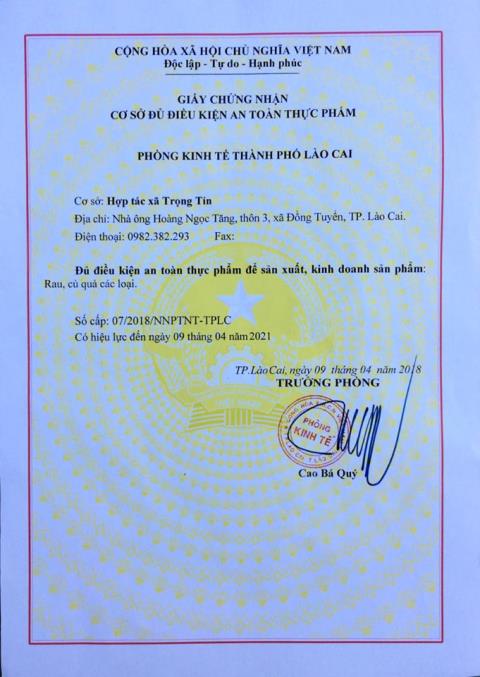 CỘNG HÒA XÃ HỘI CHỦ NGHĨA VIỆT NAM
Độc lập - Tự do - Hạnh phúc
GIẤY CHỨNG NHẬN
CƠ SỞ ĐỦ ĐIỀU KIỆN AN TOÀN THỰC PHẨM
PHÒNG KINH TẾ THÀNH PHỐ LÀO CAI
Cơ sở: Hợp tác xã Trọng Tín
Địa chỉ: Nhà ông Hoàng Ngọc Tăng, thôn 3, xã Đồng Tuyển, TP. Lào Cai.
Điện thoại: 0982.382.293 Fax:
Đủ điều kiện an toàn thực phẩm để sản xuất, kinh doanh sản phẩm:
Rau, củ quả các loại.
Số cấp: 07/2018/NNPTNT-TPLC
Có hiệu lực đến ngày 09 tháng 04 năm 2021
TP.Lào Cai, ngày 09 tháng 04 năm 2018
TRƯỞNG PHÒNG
PHÒNG
KINH TẾ
Cao Bá Quý